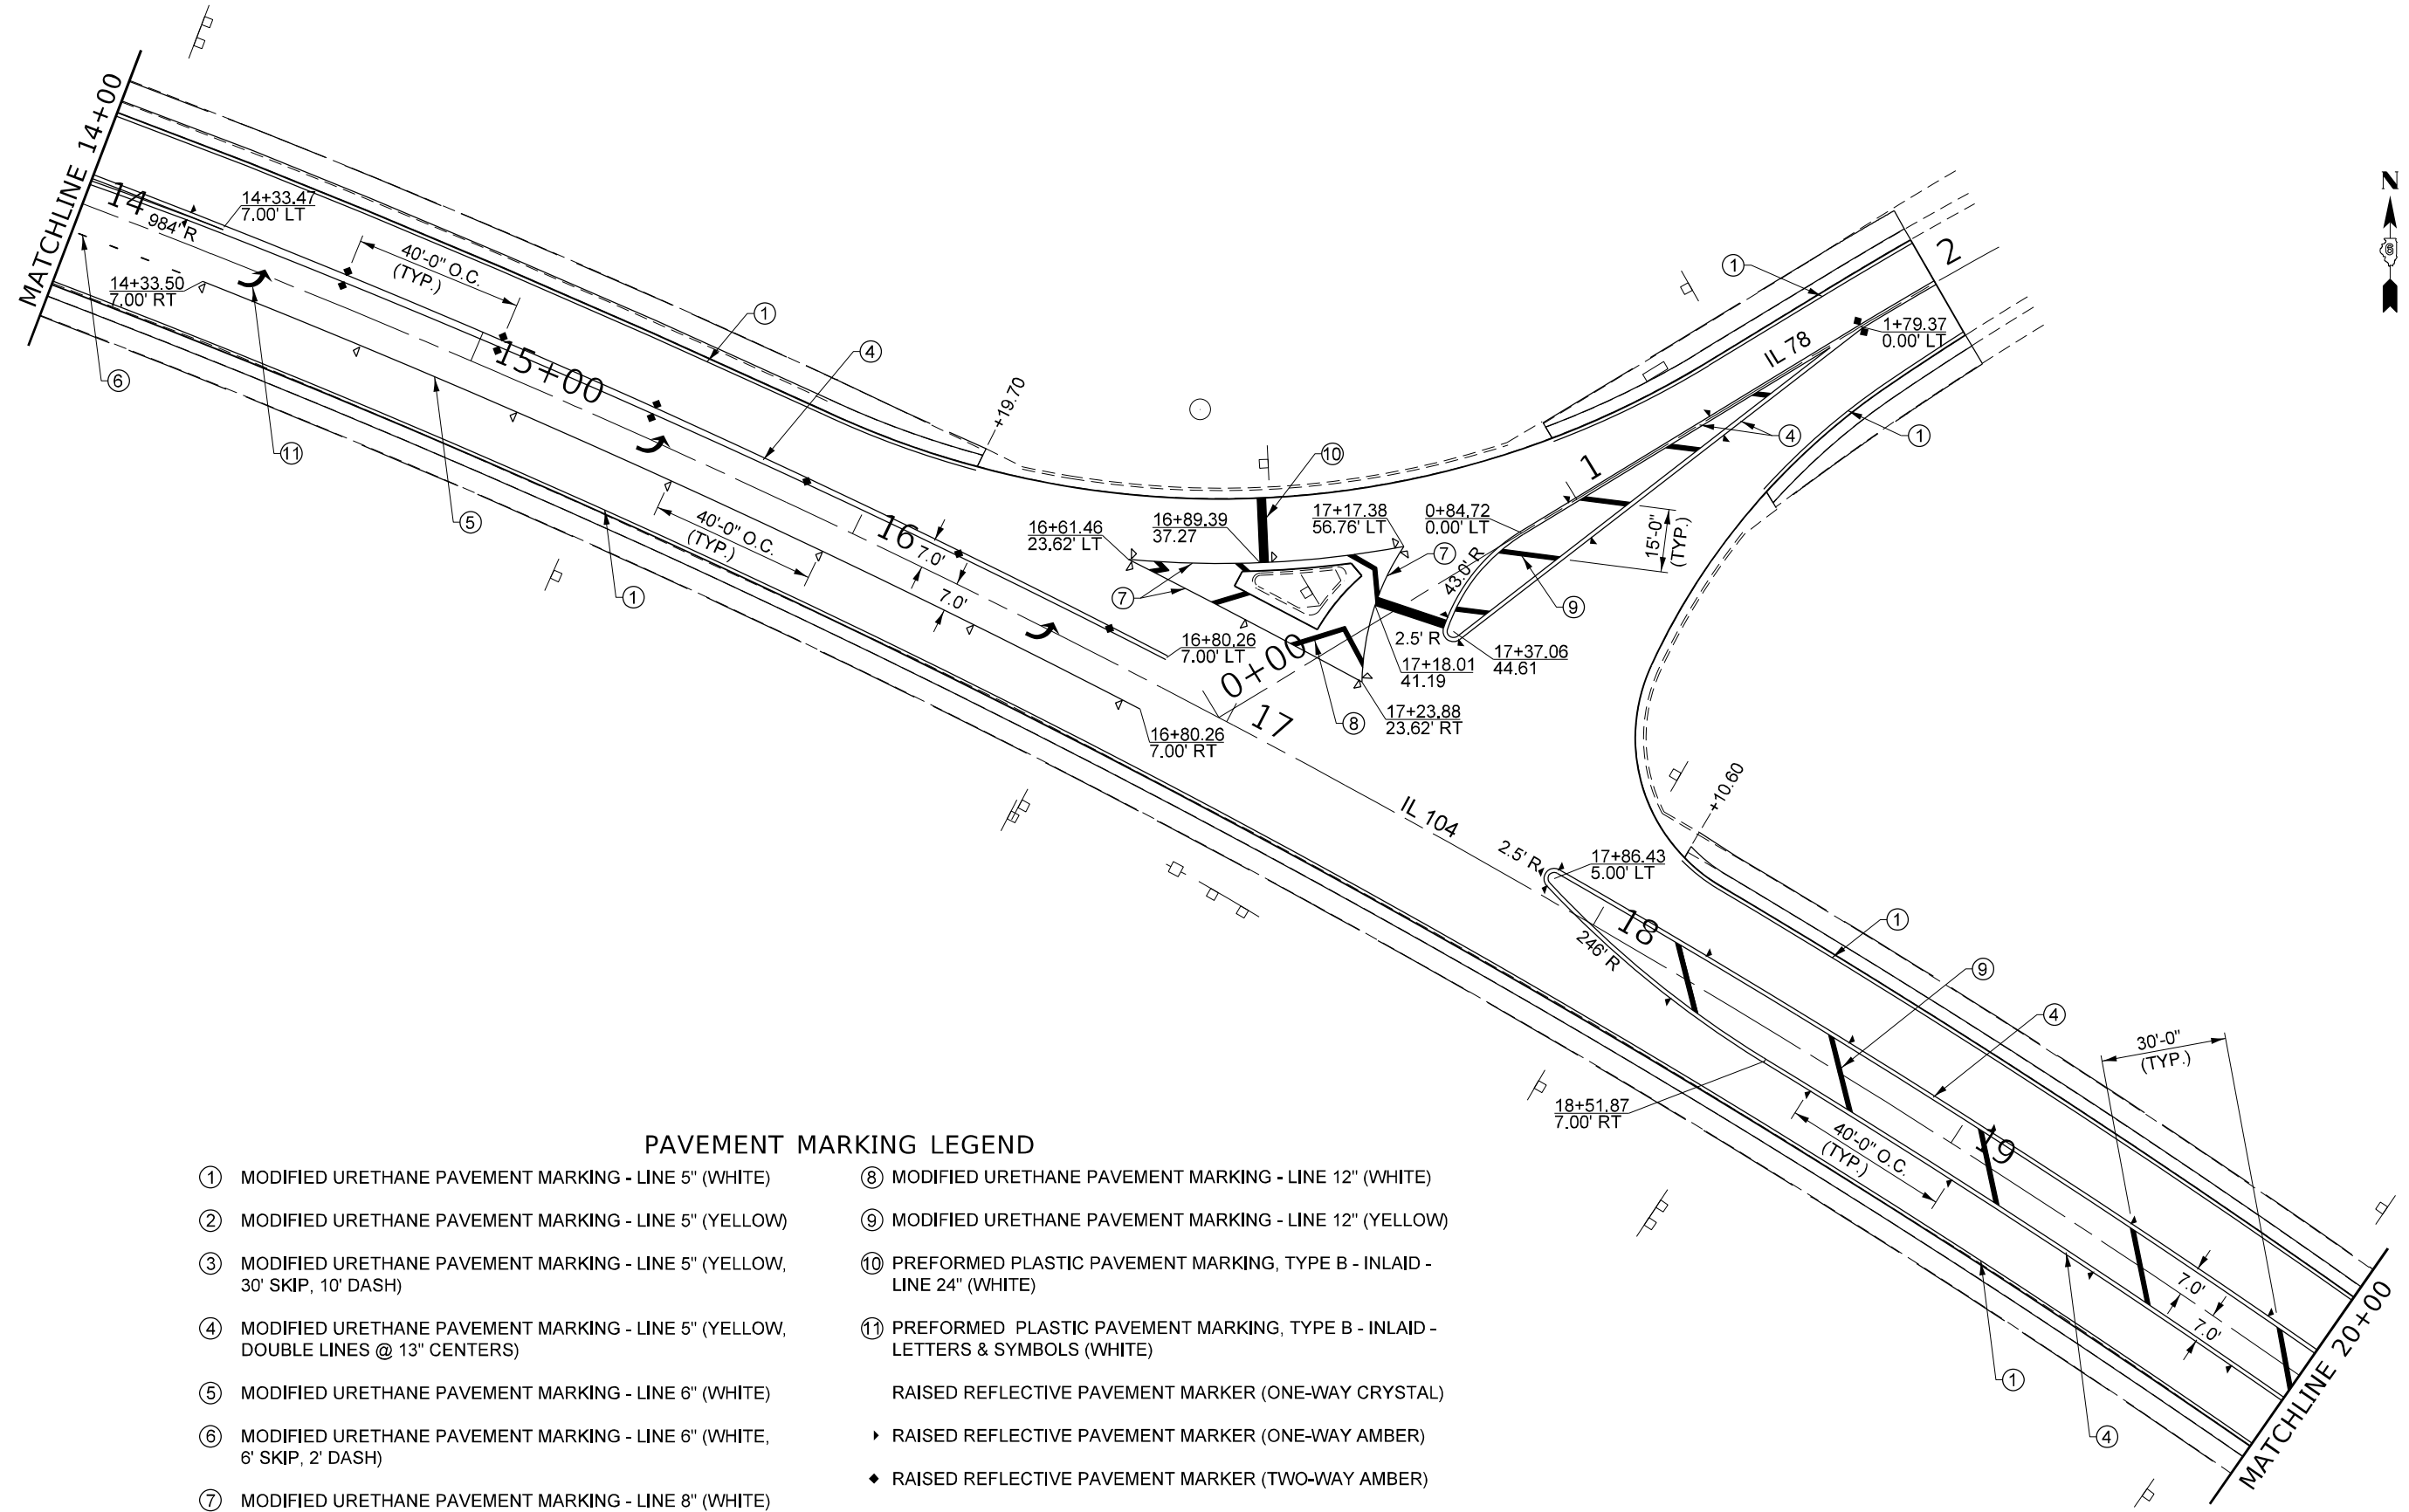 MATCHLINE 14+00
14
984' R
14+33.47
7.00' LT
14+33.50
7.00' RT
40'-0" O.C.
(TYP.)
1
4
6
11
5
1
15+00
40'-0" O.C.
(TYP.)
16
7.0'
7.0'
+19.70
10
16+61.46
23.62' LT
16+89.39
37.27
17+17.38
56.76' LT
0+84.72
0.00' LT
7
7
43.0' R
1
15'-0"
(TYP.)
9
4
1
1
IL 78
2
1+79.37
0.00' LT
N
6
16+80.26
7.00' LT
16+80.26
7.00' RT
0+00
17
8
2.5' R
17+18.01
41.19
17+37.06
44.61
17+23.88
23.62' RT
IL 104
2.5' R
17+86.43
5.00' LT
+10.60
18
246' R
1
9
4
30'-0"
(TYP.)
18+51.87
7.00' RT
40'-0" O.C.
(TYP.)
19
7.0'
7.0'
1
4
MATCHLINE 20+00
PAVEMENT MARKING LEGEND
1 MODIFIED URETHANE PAVEMENT MARKING - LINE 5" (WHITE)
2 MODIFIED URETHANE PAVEMENT MARKING - LINE 5" (YELLOW)
3 MODIFIED URETHANE PAVEMENT MARKING - LINE 5" (YELLOW,
30' SKIP, 10' DASH)
4 MODIFIED URETHANE PAVEMENT MARKING - LINE 5" (YELLOW,
DOUBLE LINES @ 13" CENTERS)
5 MODIFIED URETHANE PAVEMENT MARKING - LINE 6" (WHITE)
6 MODIFIED URETHANE PAVEMENT MARKING - LINE 6" (WHITE,
6' SKIP, 2' DASH)
7 MODIFIED URETHANE PAVEMENT MARKING - LINE 8" (WHITE)
8 MODIFIED URETHANE PAVEMENT MARKING - LINE 12" (WHITE)
9 MODIFIED URETHANE PAVEMENT MARKING - LINE 12" (YELLOW)
10 PREFORMED PLASTIC PAVEMENT MARKING, TYPE B - INLAID -
LINE 24" (WHITE)
11 PREFORMED PLASTIC PAVEMENT MARKING, TYPE B - INLAID -
LETTERS & SYMBOLS (WHITE)
RAISED REFLECTIVE PAVEMENT MARKER (ONE-WAY CRYSTAL)
RAISED REFLECTIVE PAVEMENT MARKER (ONE-WAY AMBER)
RAISED REFLECTIVE PAVEMENT MARKER (TWO-WAY AMBER)